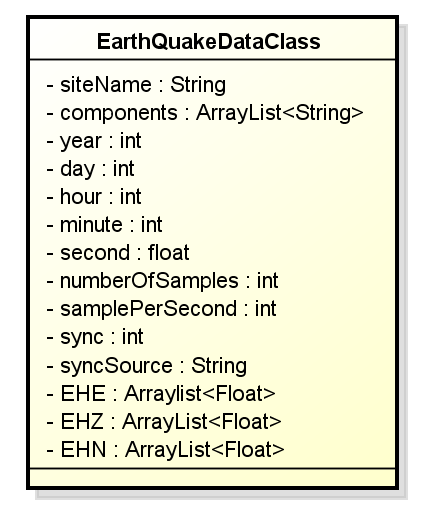 EarthQuakeDataClass
- siteName : String
- components : ArrayList<String>
- year : int
- day : int
- hour : int
- minute : int
- second : float
- numberOfSamples : int
- samplePerSecond : int
- sync : int
- syncSource : String
- EHE : Arraylist<Float>
- EHZ : ArrayList<Float>
- EHN : ArrayList<Float>